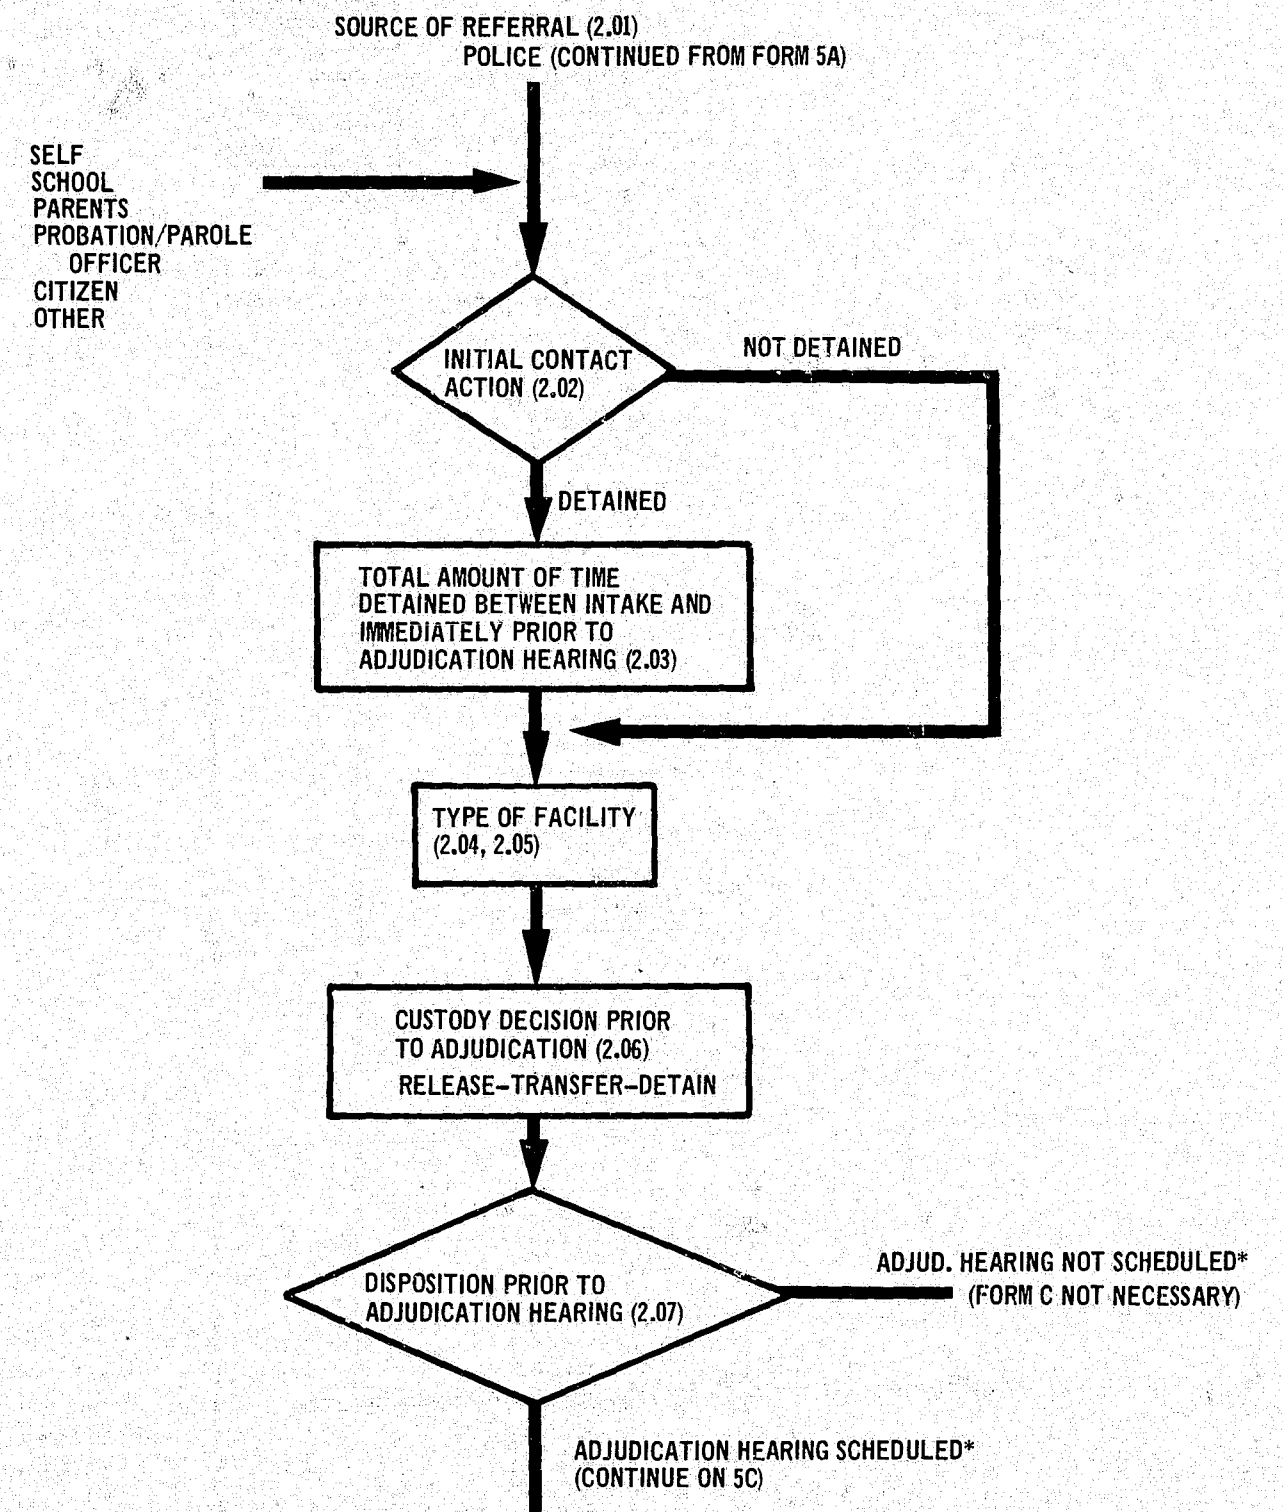 SOURCE OF REFERRAL (2.01)
POLICE (CONTINUED FROM FORM 5A)
SELF
SCHOOL
PARENTS
PROBATION/PAROLE
OFFICER
CITIZEN
OTHER
INITIAL CONTACT
ACTION (2.02)
NOT DETAINED
DETAINED
TOTAL AMOUNT OF TIME
DETAINED BETWEEN INTAKE AND
IMMEDIATELY PRIOR TO
ADJUDICATION HEARING (2.03)
TYPE OF FACILITY
(2.04, 2.05)
CUSTODY DECISION PRIOR
TO ADJUDICATION (2.06)
RELEASE-TRANSFER-DETAIN
DISPOSITION PRIOR TO
ADJUDICATION HEARING (2.07)
ADJUD. HEARING NOT SCHEDULED*
(FORM C NOT NECESSARY)
ADJUDICATION HEARING SCHEDULED*
(CONTINUE ON 5C)